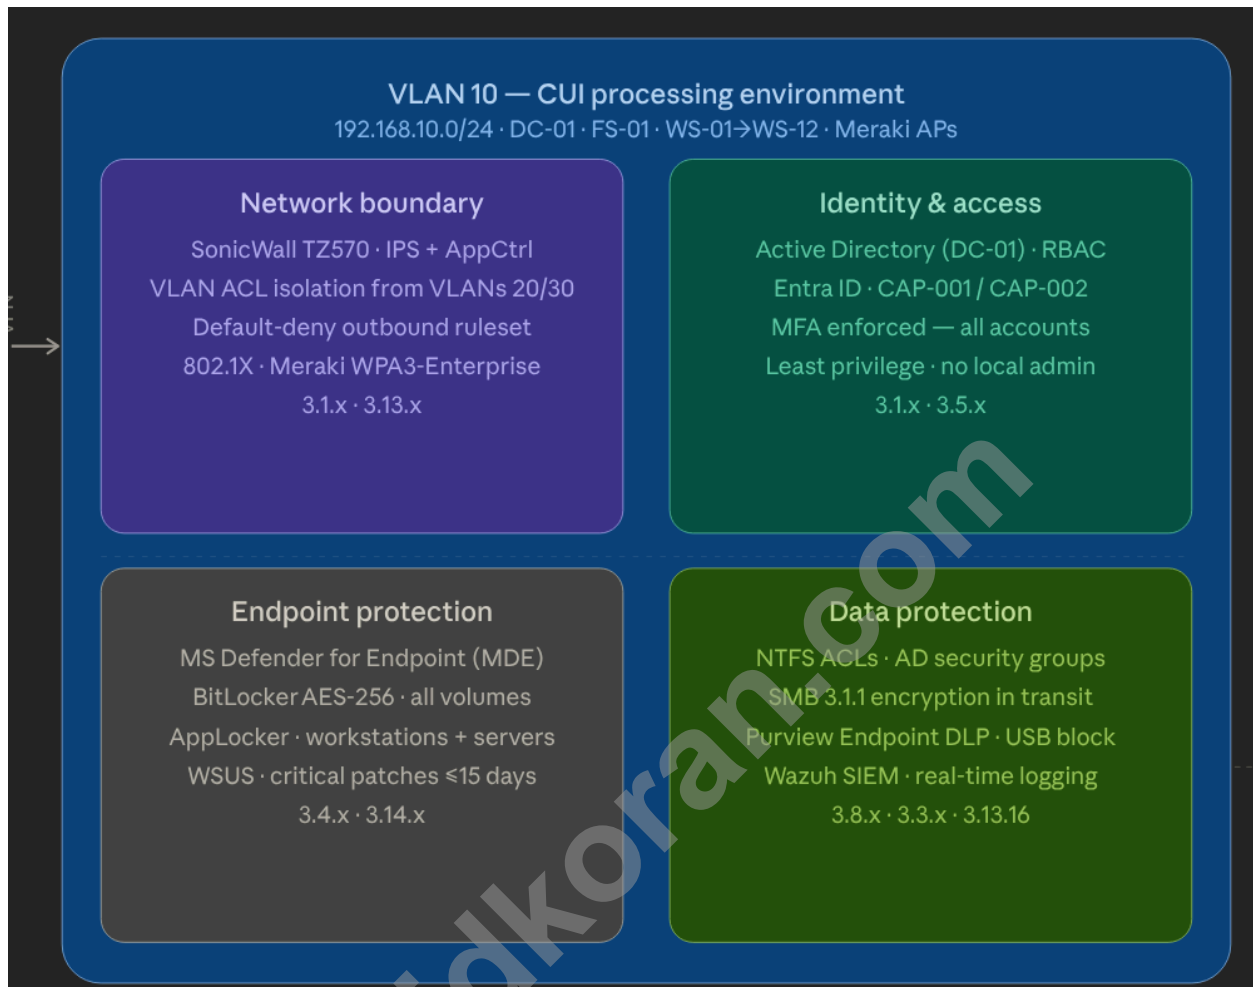 VLAN 10 — CUI processing environment
192.168.10.0/24 · DC-01 · FS-01 · WS-01→WS-12 · Meraki APs
Network boundary
SonicWall TZ570 · IPS + AppCtrl
VLAN ACL isolation from VLANs 20/30
Default-deny outbound ruleset
802.1X · Meraki WPA3-Enterprise
3.1.x · 3.13.x
Identity & access
Active Directory (DC-01) · RBAC
Entra ID · CAP-001 / CAP-002
MFA enforced — all accounts
Least privilege · no local admin
3.1.x · 3.5.x
Endpoint protection
MS Defender for Endpoint (MDE)
BitLocker AES-256 · all volumes
AppLocker · workstations + servers
WSUS · critical patches ≤15 days
3.4.x · 3.14.x
Data protection
NTFS ACLs · AD security groups
SMB 3.1.1 encryption in transit
Purview Endpoint DLP · USB block
Wazuh SIEM · real-time logging
3.8.x · 3.3.x · 3.13.16
idkoran.com